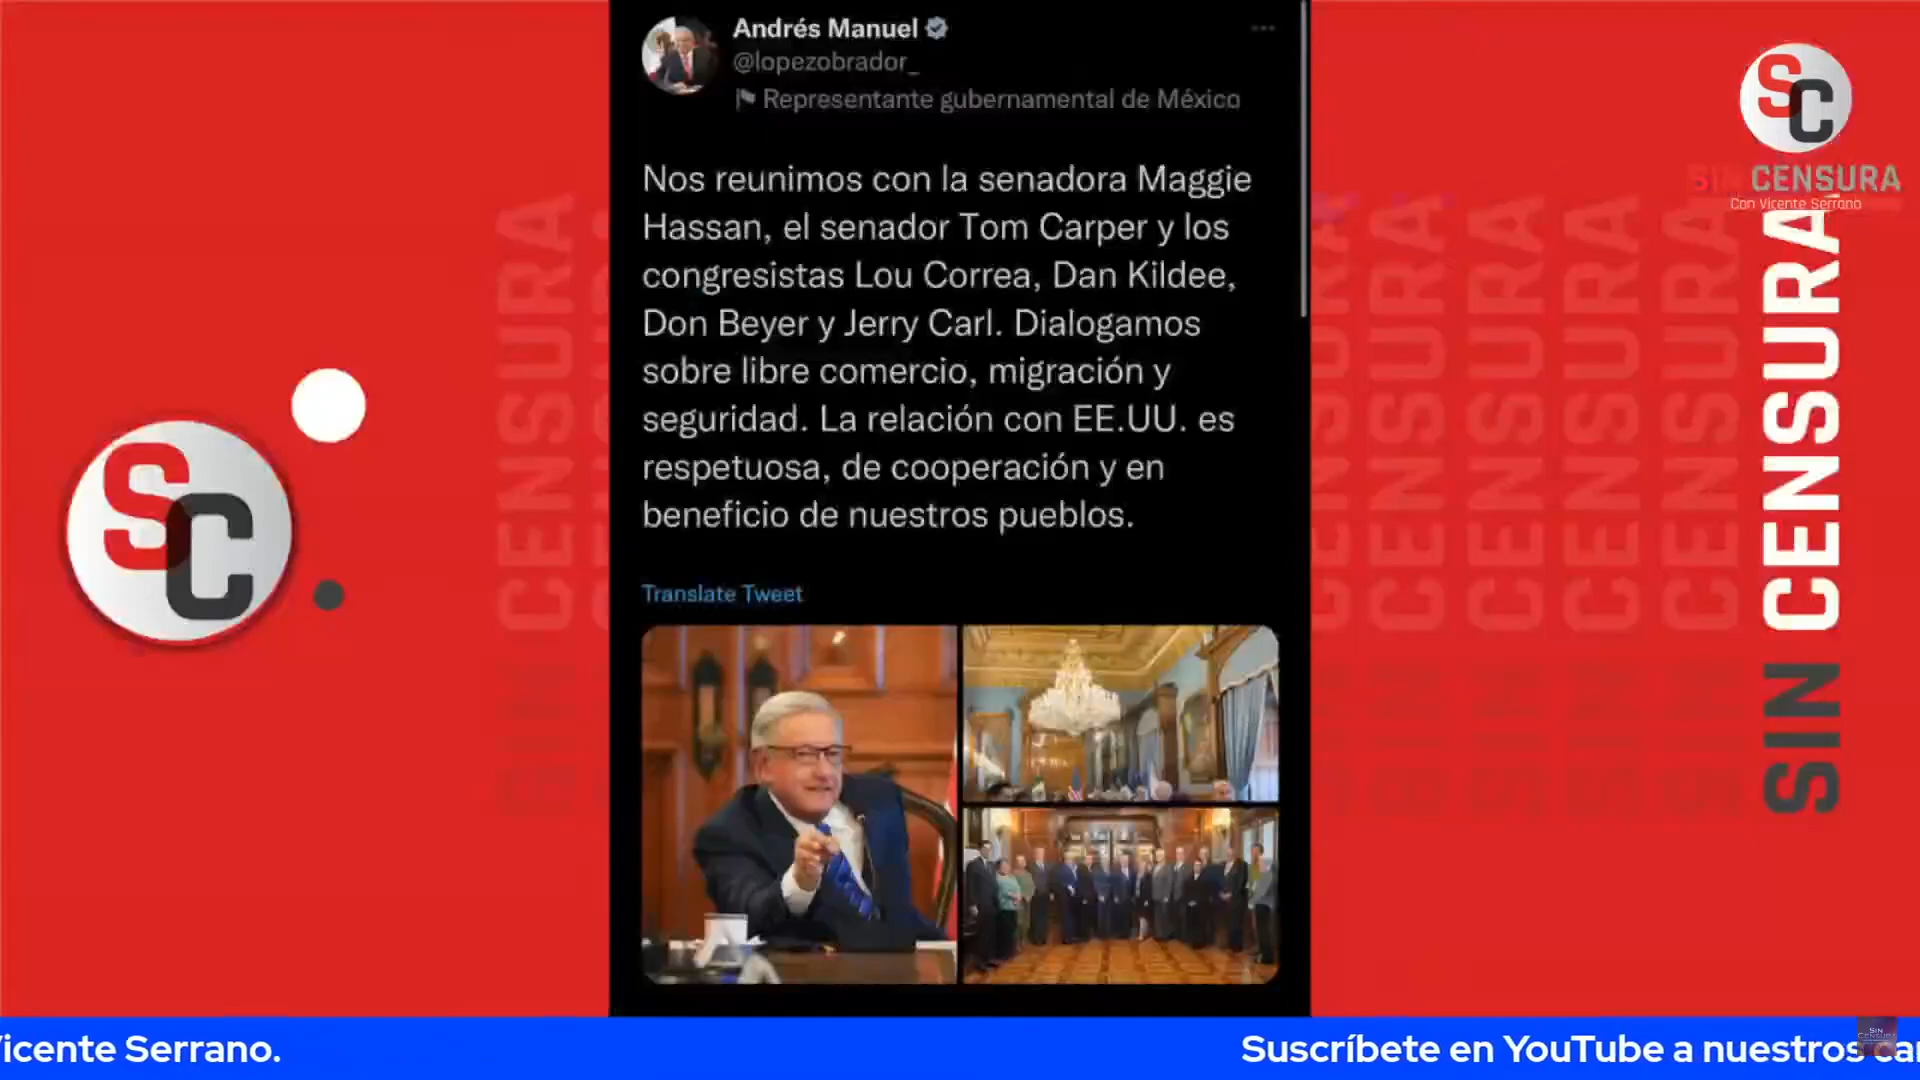 Andrés Manuel
@lopezobrador_
Representante gubernamental de México
Nos reunimos con la senadora Maggie
Hassan, el senador Tom Carper y los
congresistas Lou Correa, Dan Kildee,
Don Beyer y Jerry Carl. Dialogamos
sobre libre comercio, migración y
seguridad. La relación con EE.UU. es
respetuosa, de cooperación y en
beneficio de nuestros pueblos.
Translate Tweet
SC
SIN CENSURA
Con Vicente Serrano
SC
SIN CENSURA
SIN CENSURA
Vicente Serrano.
Suscríbete en YouTube a nuestros